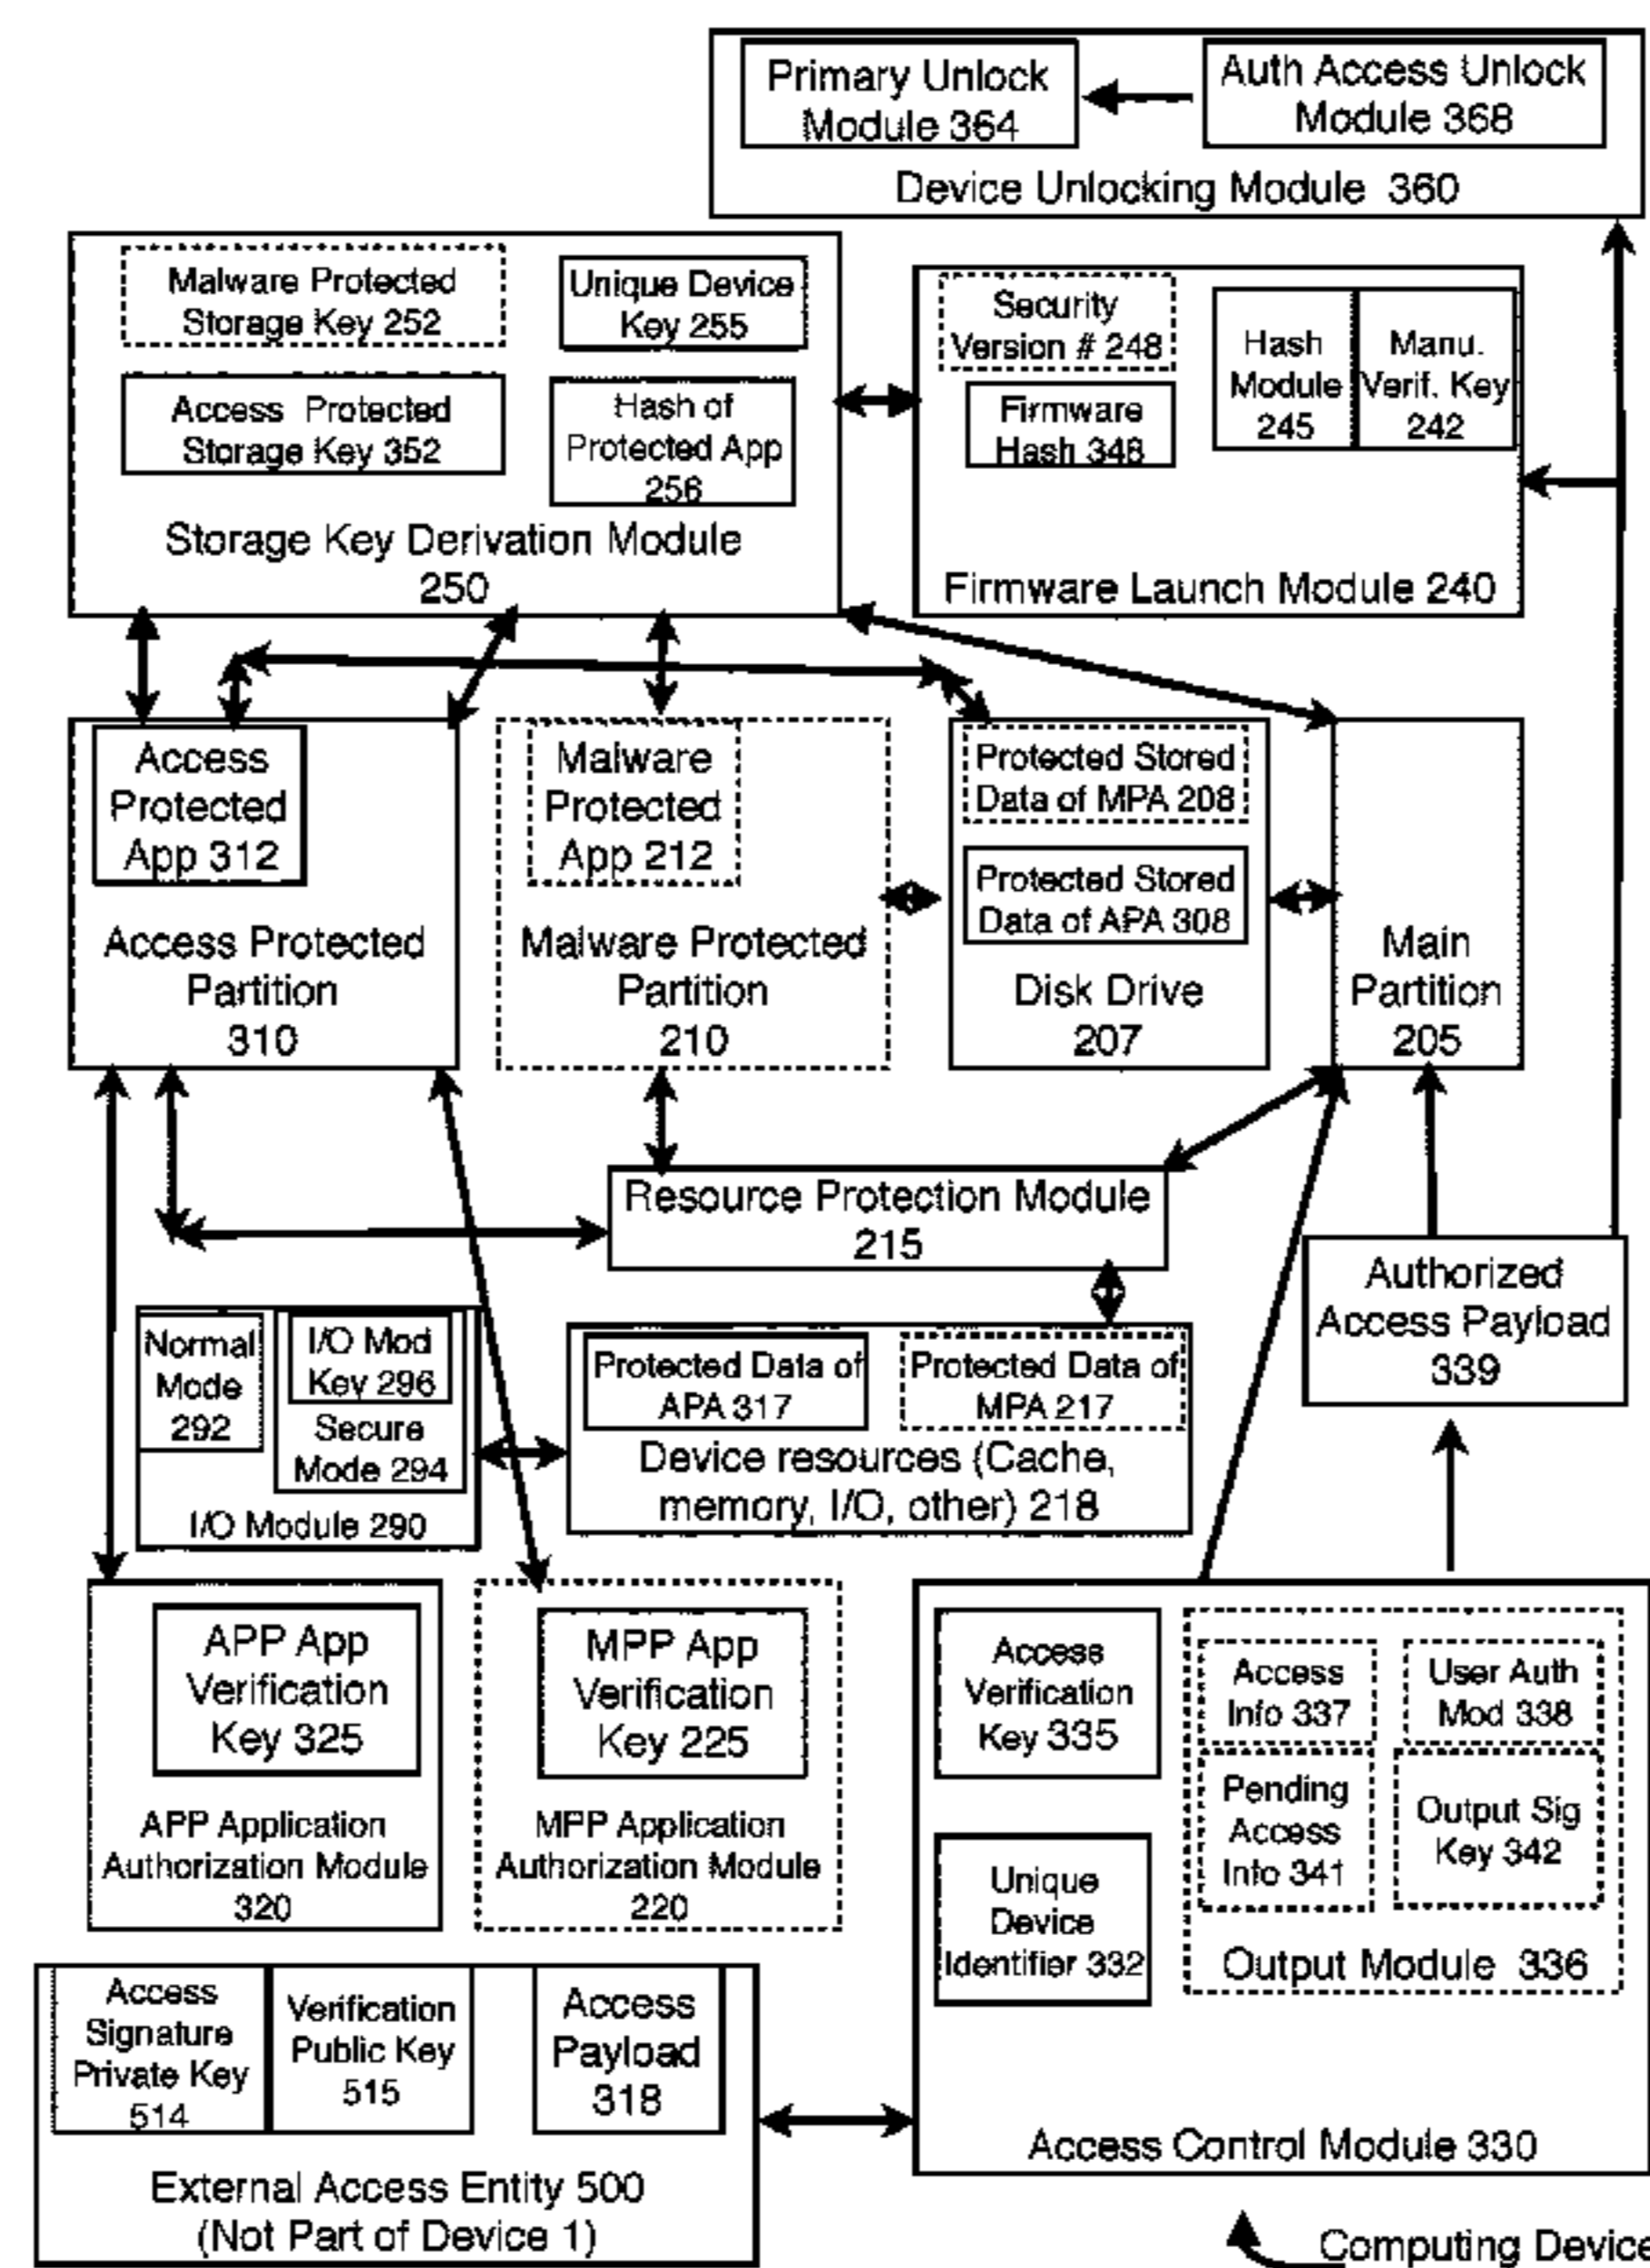 Primary Unlock
Module 364
Auth Access Unlock
Module 368
Device Unlocking Module 360
Malware Protected
Storage Key 252
Unique Device
Key 255
Access Protected
Storage Key 352
Hash of
Protected App
256
Storage Key Derivation Module
250
Security
Version # 248
Firmware
Hash 348
Hash
Module
245
Manu.
Verif. Key
242
Firmware Launch Module 240
Access
Protected
App 312
Access Protected
Partition
310
Malware
Protected
App 212
Malware Protected
Partition
210
Protected Stored
Data of MPA 208
Protected Stored
Data of APA 308
Disk Drive
207
Main
Partition
205
Resource Protection Module
215
Authorized
Access Payload
339
Normal
Mode
292
I/O Mod
Key 296
Secure
Mode 294
I/O Module 290
Protected Data of
APA 317
Protected Data of
MPA 217
Device resources (Cache,
memory, I/O, other) 218
APP App
Verification
Key 325
APP Application
Authorization Module
320
MPP App
Verification
Key 225
MPP Application
Authorization Module
220
Access
Verification
Key 335
Unique
Device
Identifier 332
Access
Info 337
User Auth
Mod 338
Pending
Access
Info 341
Output Sig
Key 342
Output Module 336
Access Control Module 330
Access
Signature
Private Key
514
Verification
Public Key
515
Access
Payload
318
External Access Entity 500
(Not Part of Device 1)
Computing Device